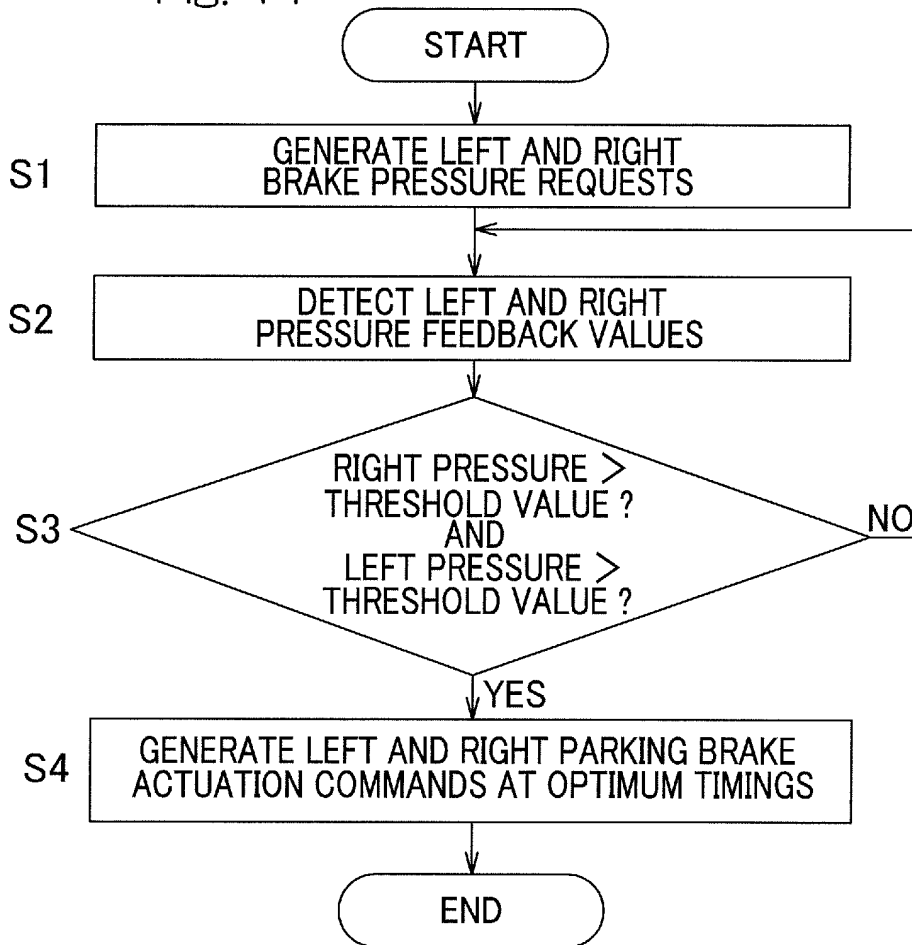 START
S1
GENERATE LEFT AND RIGHT
BRAKE PRESSURE REQUESTS
S2
DETECT LEFT AND RIGHT
PRESSURE FEEDBACK VALUES
S3
RIGHT PRESSURE >
THRESHOLD VALUE ?
AND
LEFT PRESSURE >
THRESHOLD VALUE ?
NO
YES
S4
GENERATE LEFT AND RIGHT PARKING BRAKE
ACTUATION COMMANDS AT OPTIMUM TIMINGS
END